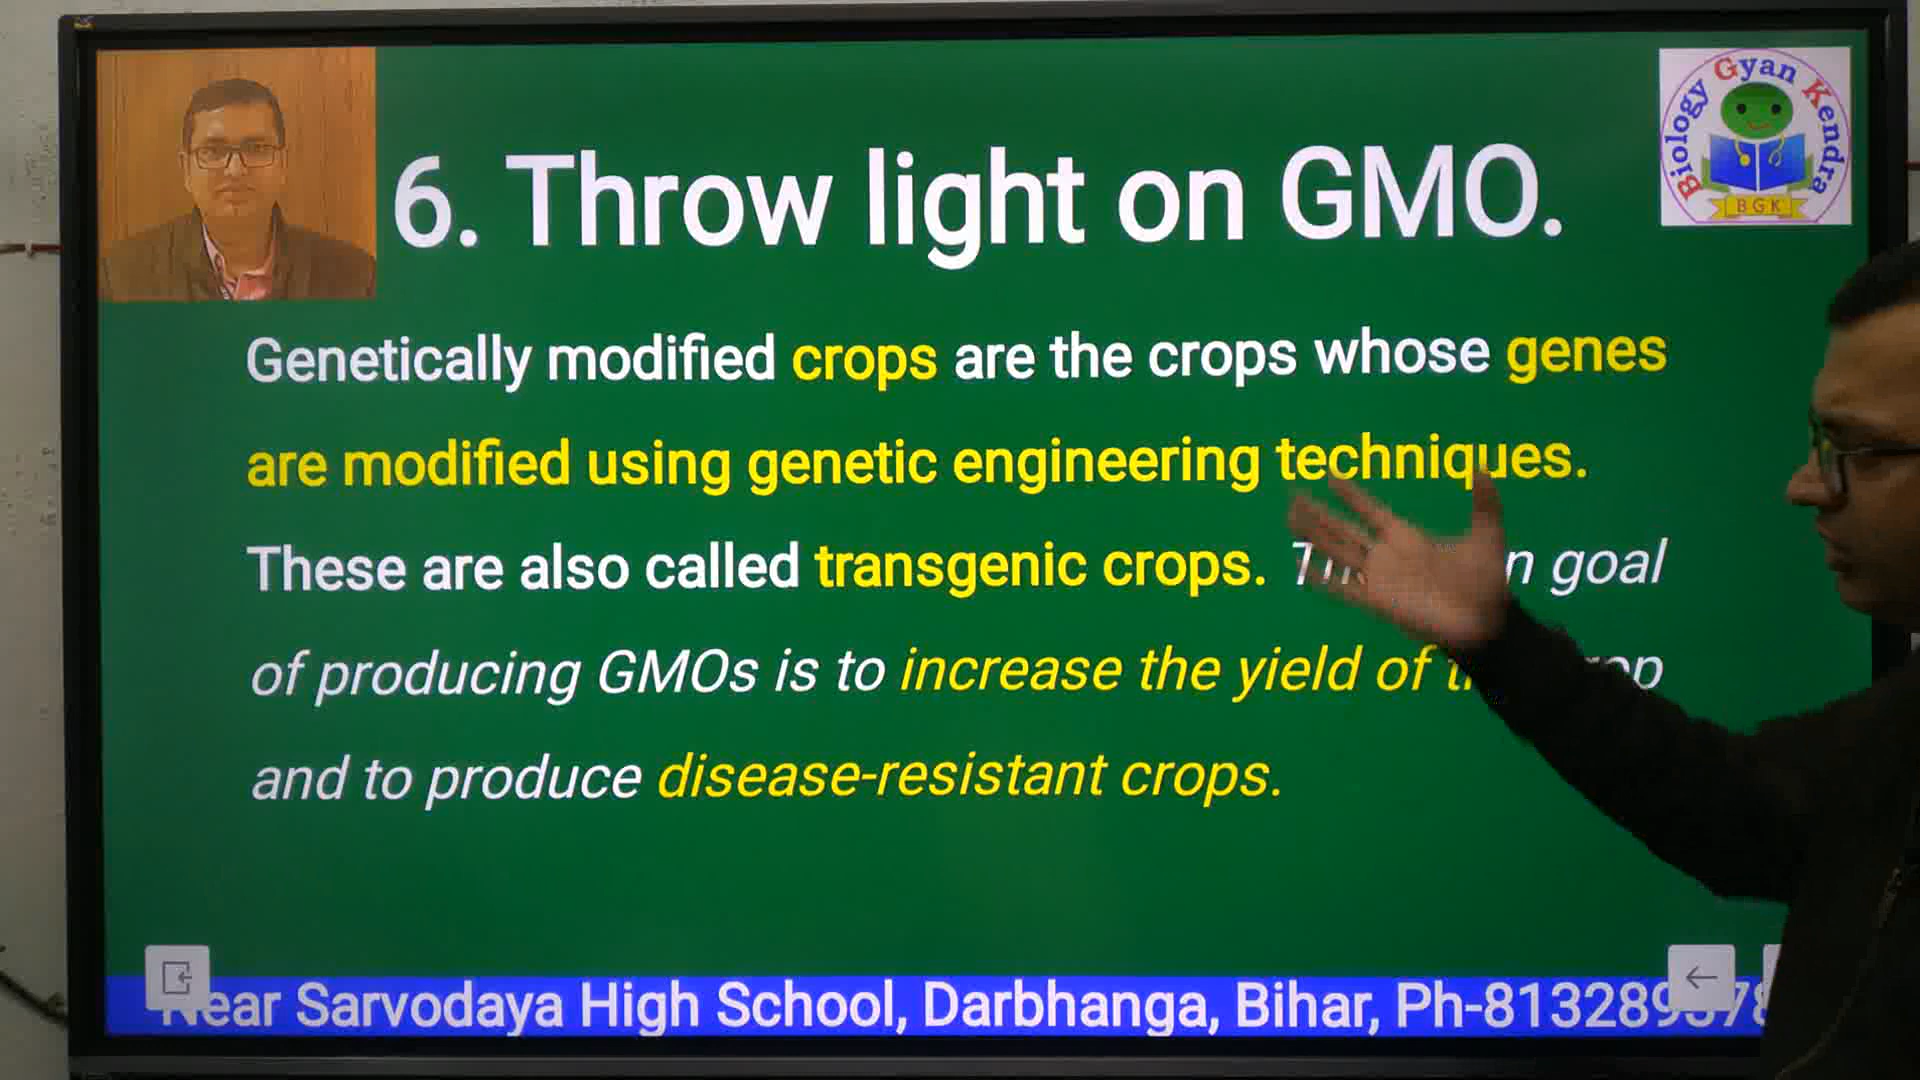 6. Throw light on GMO.
Biology Gyan Kendra
BGK
Genetically modified crops are the crops whose genes
are modified using genetic engineering techniques.
These are also called transgenic crops. goal
of producing GMOs is to increase the yield of
and to produce disease-resistant crops.
Near Sarvodaya High School, Darbhanga, Bihar, Ph-